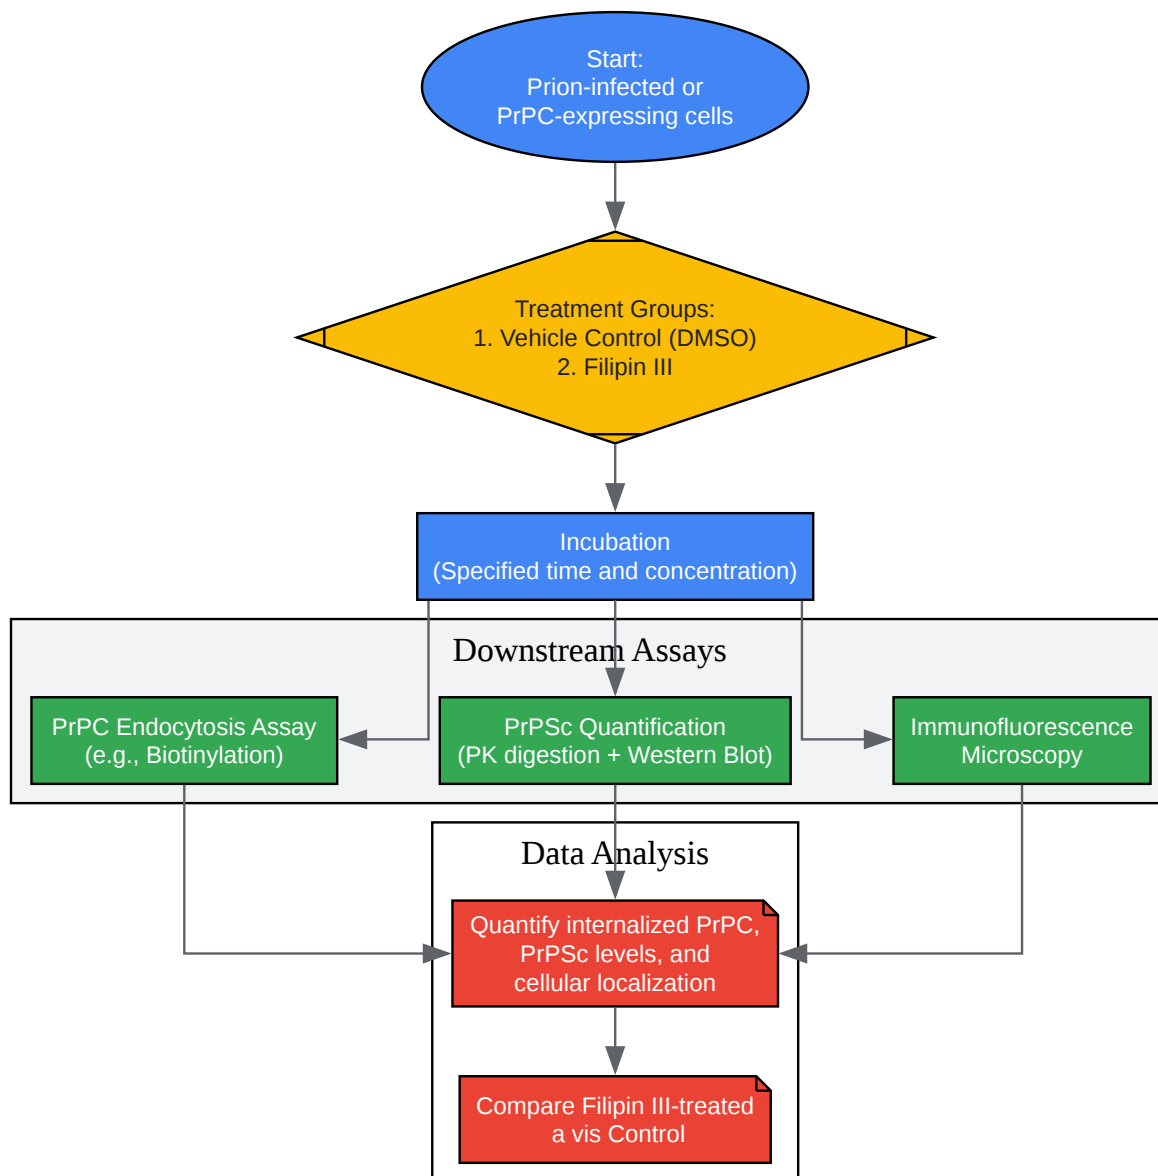 Start:
Prion-infected or
PrPC-expressing cells
Treatment Groups:
1. Vehicle Control (DMSO)
2. Filipin III
Incubation
(Specified time and concentration)
Downstream Assays
PrPC Endocytosis Assay
(e.g., Biotinylation)
PrPSc Quantification
(PK digestion + Western Blot)
Immunofluorescence
Microscopy
Data Analysis
Quantify internalized PrPC,
PrPSc levels, and
cellular localization
Compare Filipin III-treated
a vis Control